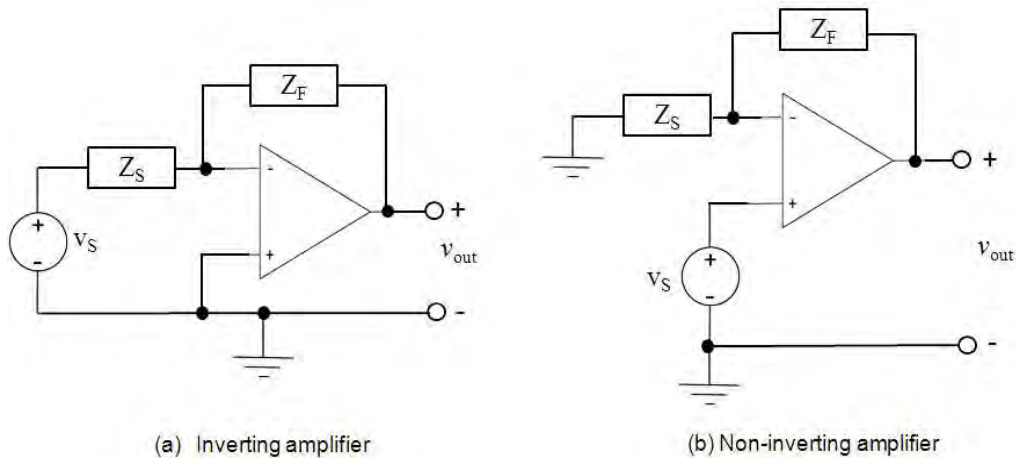 Z_F
Z_S
-
+
v_S
+
-
+
v_out
-
(a) Inverting amplifier
Z_F
Z_S
-
+
v_S
+
-
+
v_out
-
(b) Non-inverting amplifier